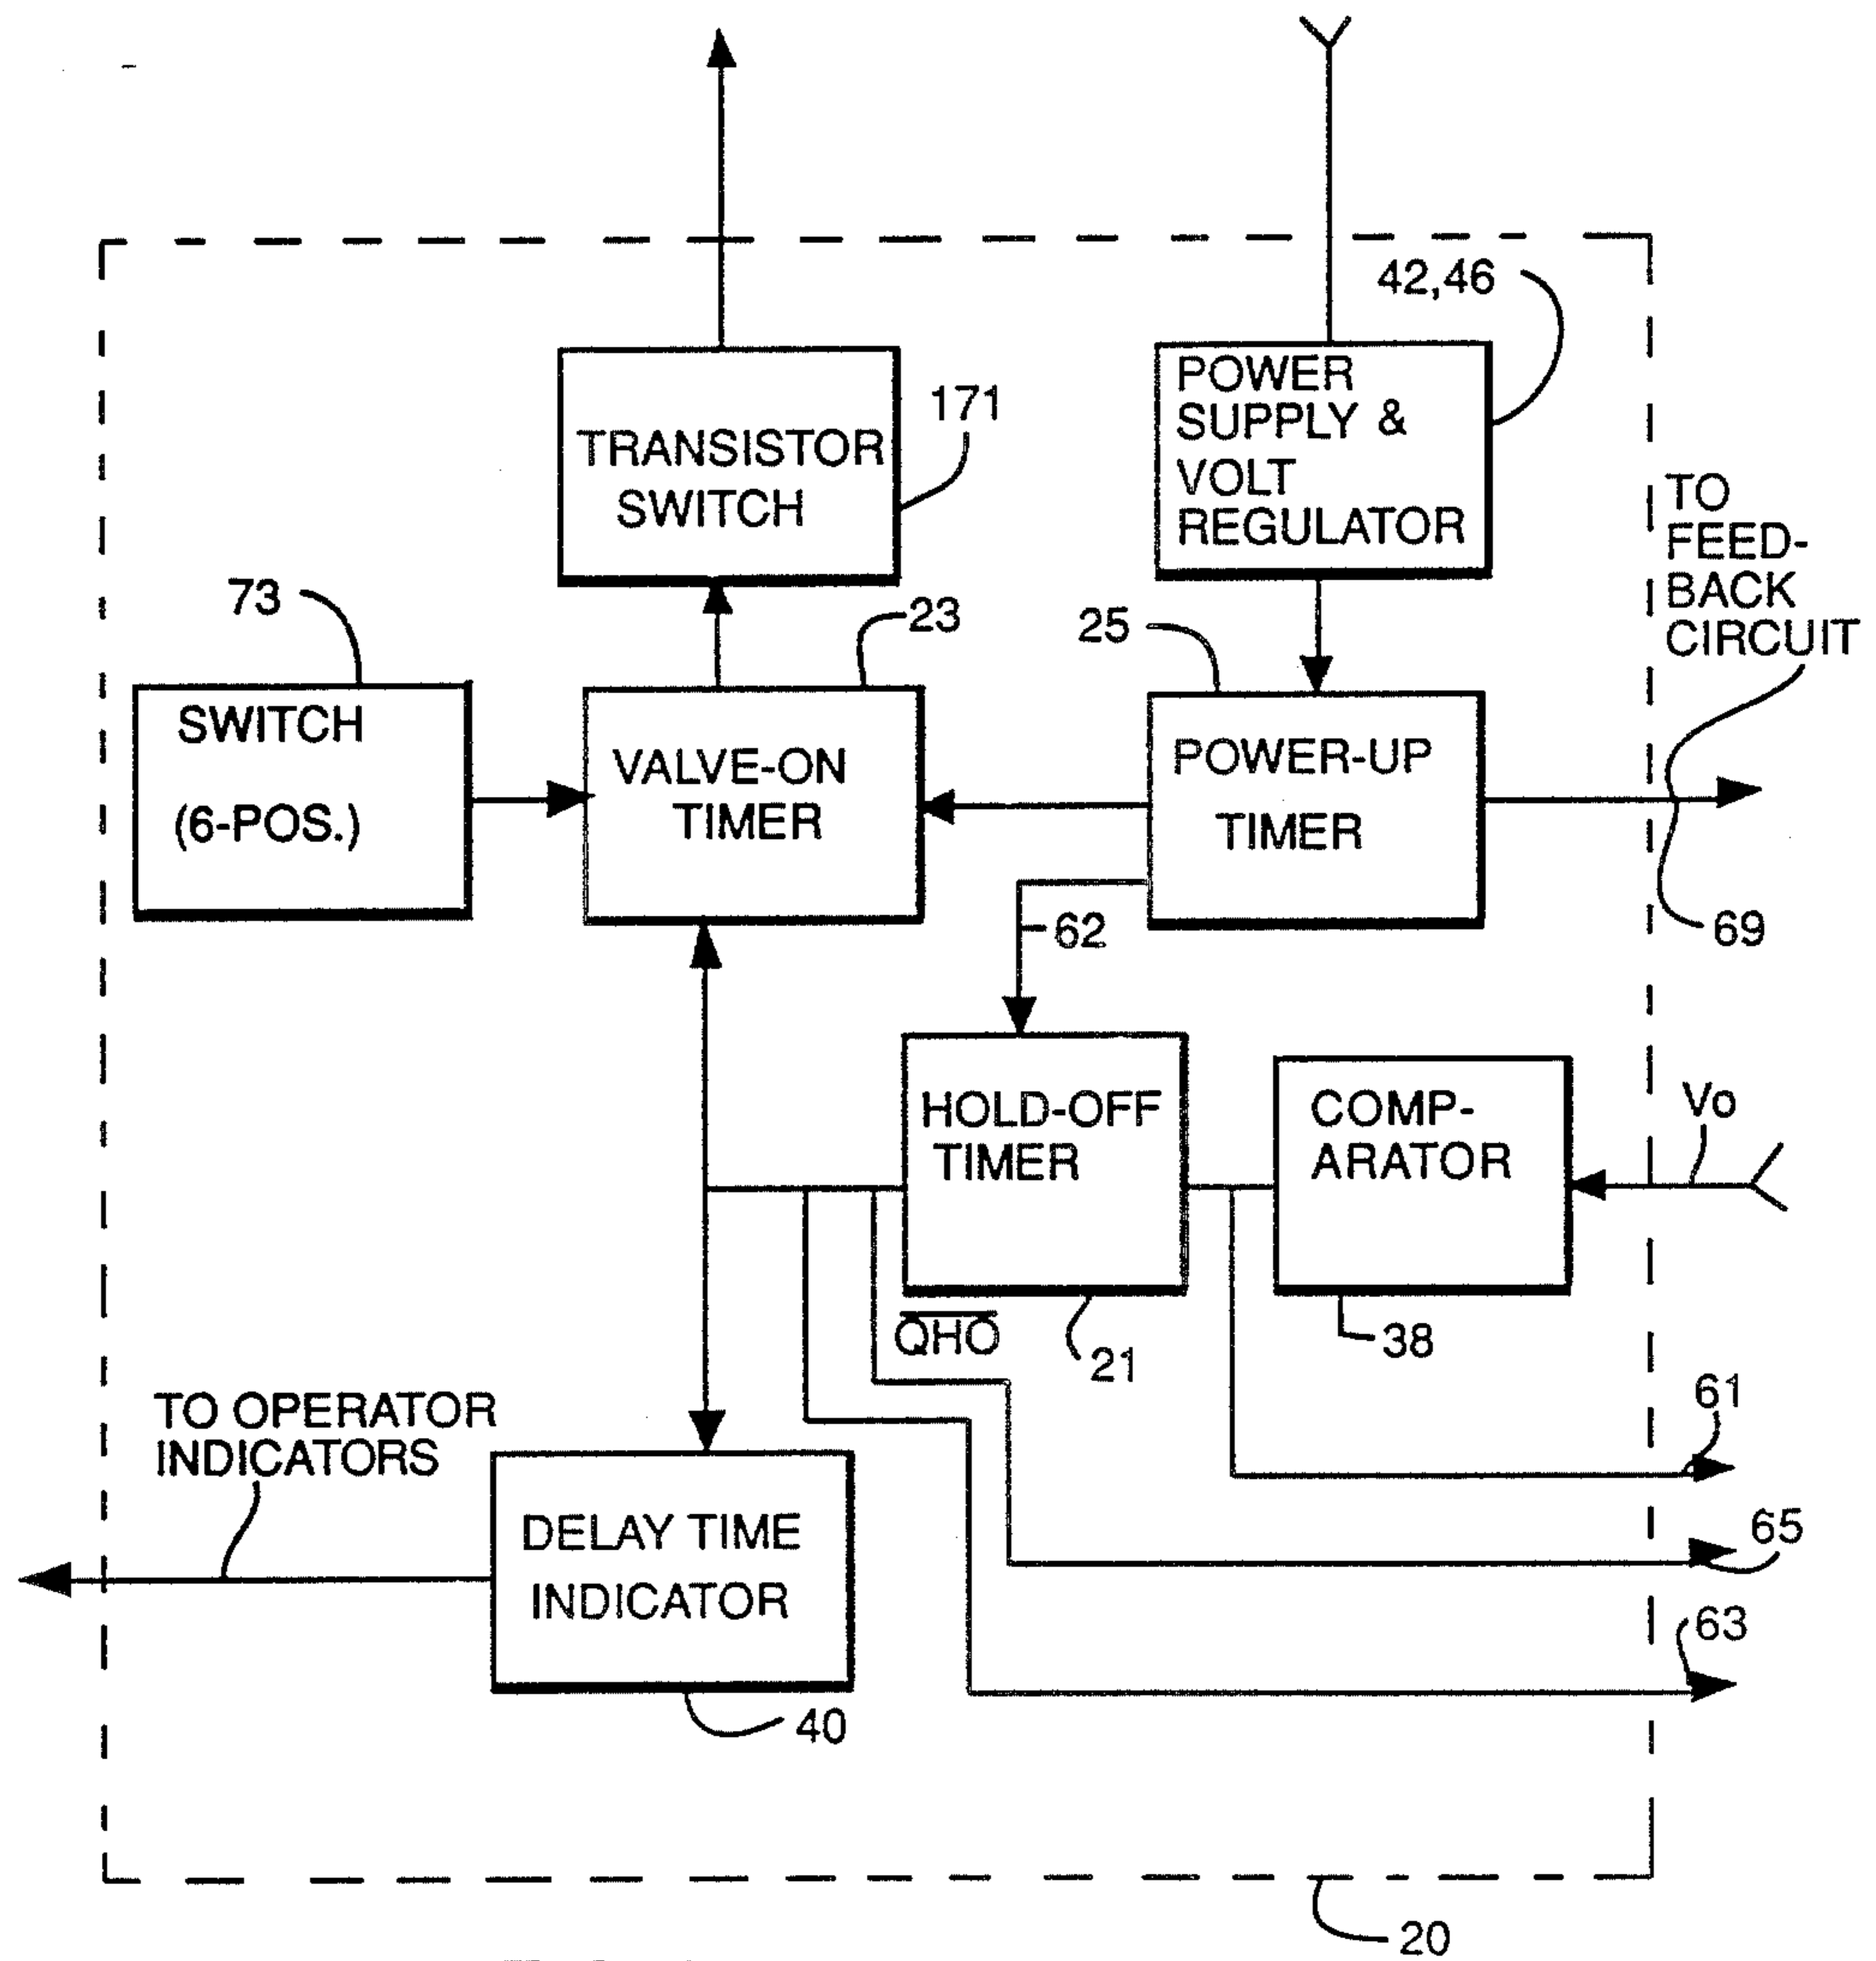 42,46
POWER
SUPPLY &
VOLT
REGULATOR
171
TRANSISTOR
SWITCH
TO
FEED-
BACK
CIRCUIT
73
23
25
SWITCH
(6-POS.)
VALVE-ON
TIMER
POWER-UP
TIMER
62
69
HOLD-OFF
TIMER
COMP-
ARATOR
Vo
Q̅H̅O̅
21
38
61
TO OPERATOR
INDICATORS
65
DELAY TIME
INDICATOR
63
40
20